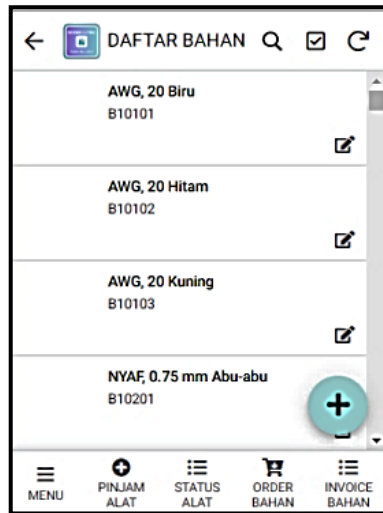 DAFTAR BAHAN
AWG, 20 Biru
B10101
AWG, 20 Hitam
B10102
AWG, 20 Kuning
B10103
NYAF, 0.75 mm Abu-abu
B10201
MENU
PINJAM
ALAT
STATUS
ALAT
ORDER
BAHAN
INVOICE
BAHAN